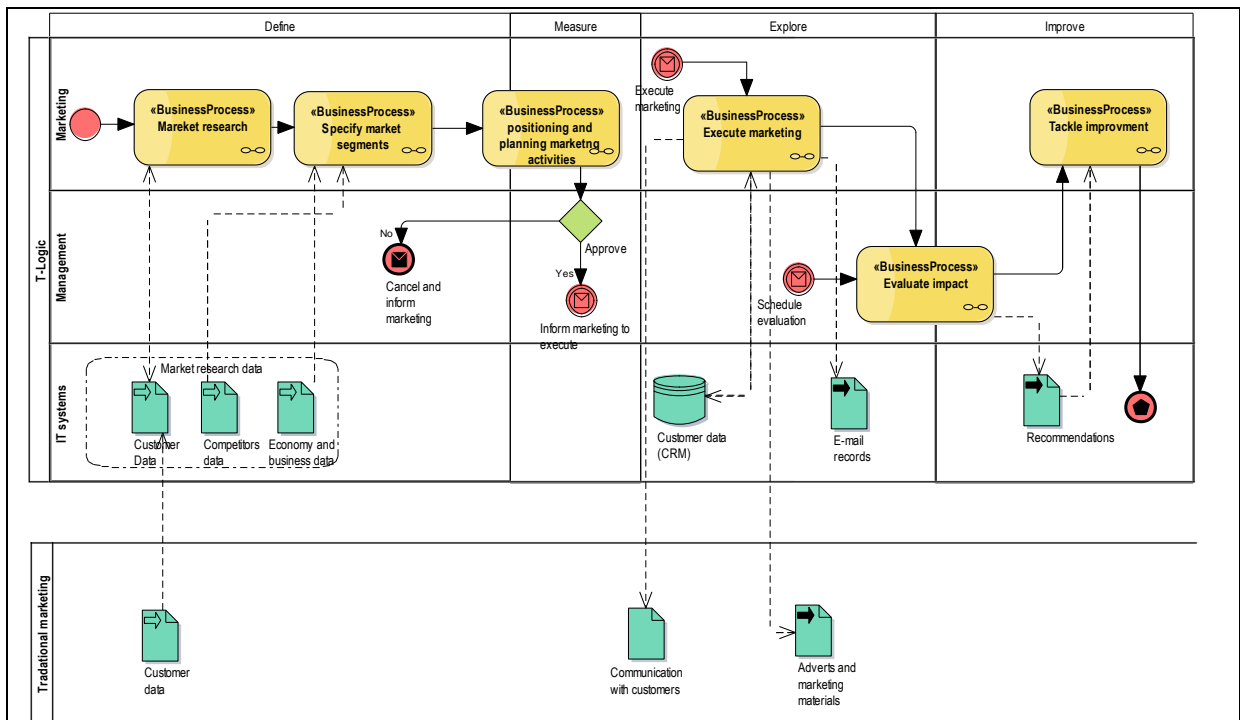 Define
Measure
Explore
Improve
T-Logic
Marketing
«BusinessProcess»
Mareket research
«BusinessProcess»
Specify market
segments
«BusinessProcess»
positioning and
planning marketng
activities
Execute
marketing
«BusinessProcess»
Execute marketing
«BusinessProcess»
Tackle improvment
Management
No
Cancel and
inform
marketing
Approve
Yes
Inform marketing to
execute
Schedule
evaluation
«BusinessProcess»
Evaluate impact
IT systems
Market research data
Customer
Data
Competitors
data
Economy and
business data
Customer data
(CRM)
E-mail
records
Recommendations
Tradational marketing
Customer
data
Communication
with customers
Adverts and
marketing
materials